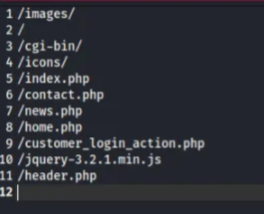 1 /images/
2 /
3 /cgi-bin/
4 /icons/
5 /index.php
6 /contact.php
7 /news.php
8 /home.php
9 /customer_login_action.php
10 /jquery-3.2.1.min.js
11 /header.php
12